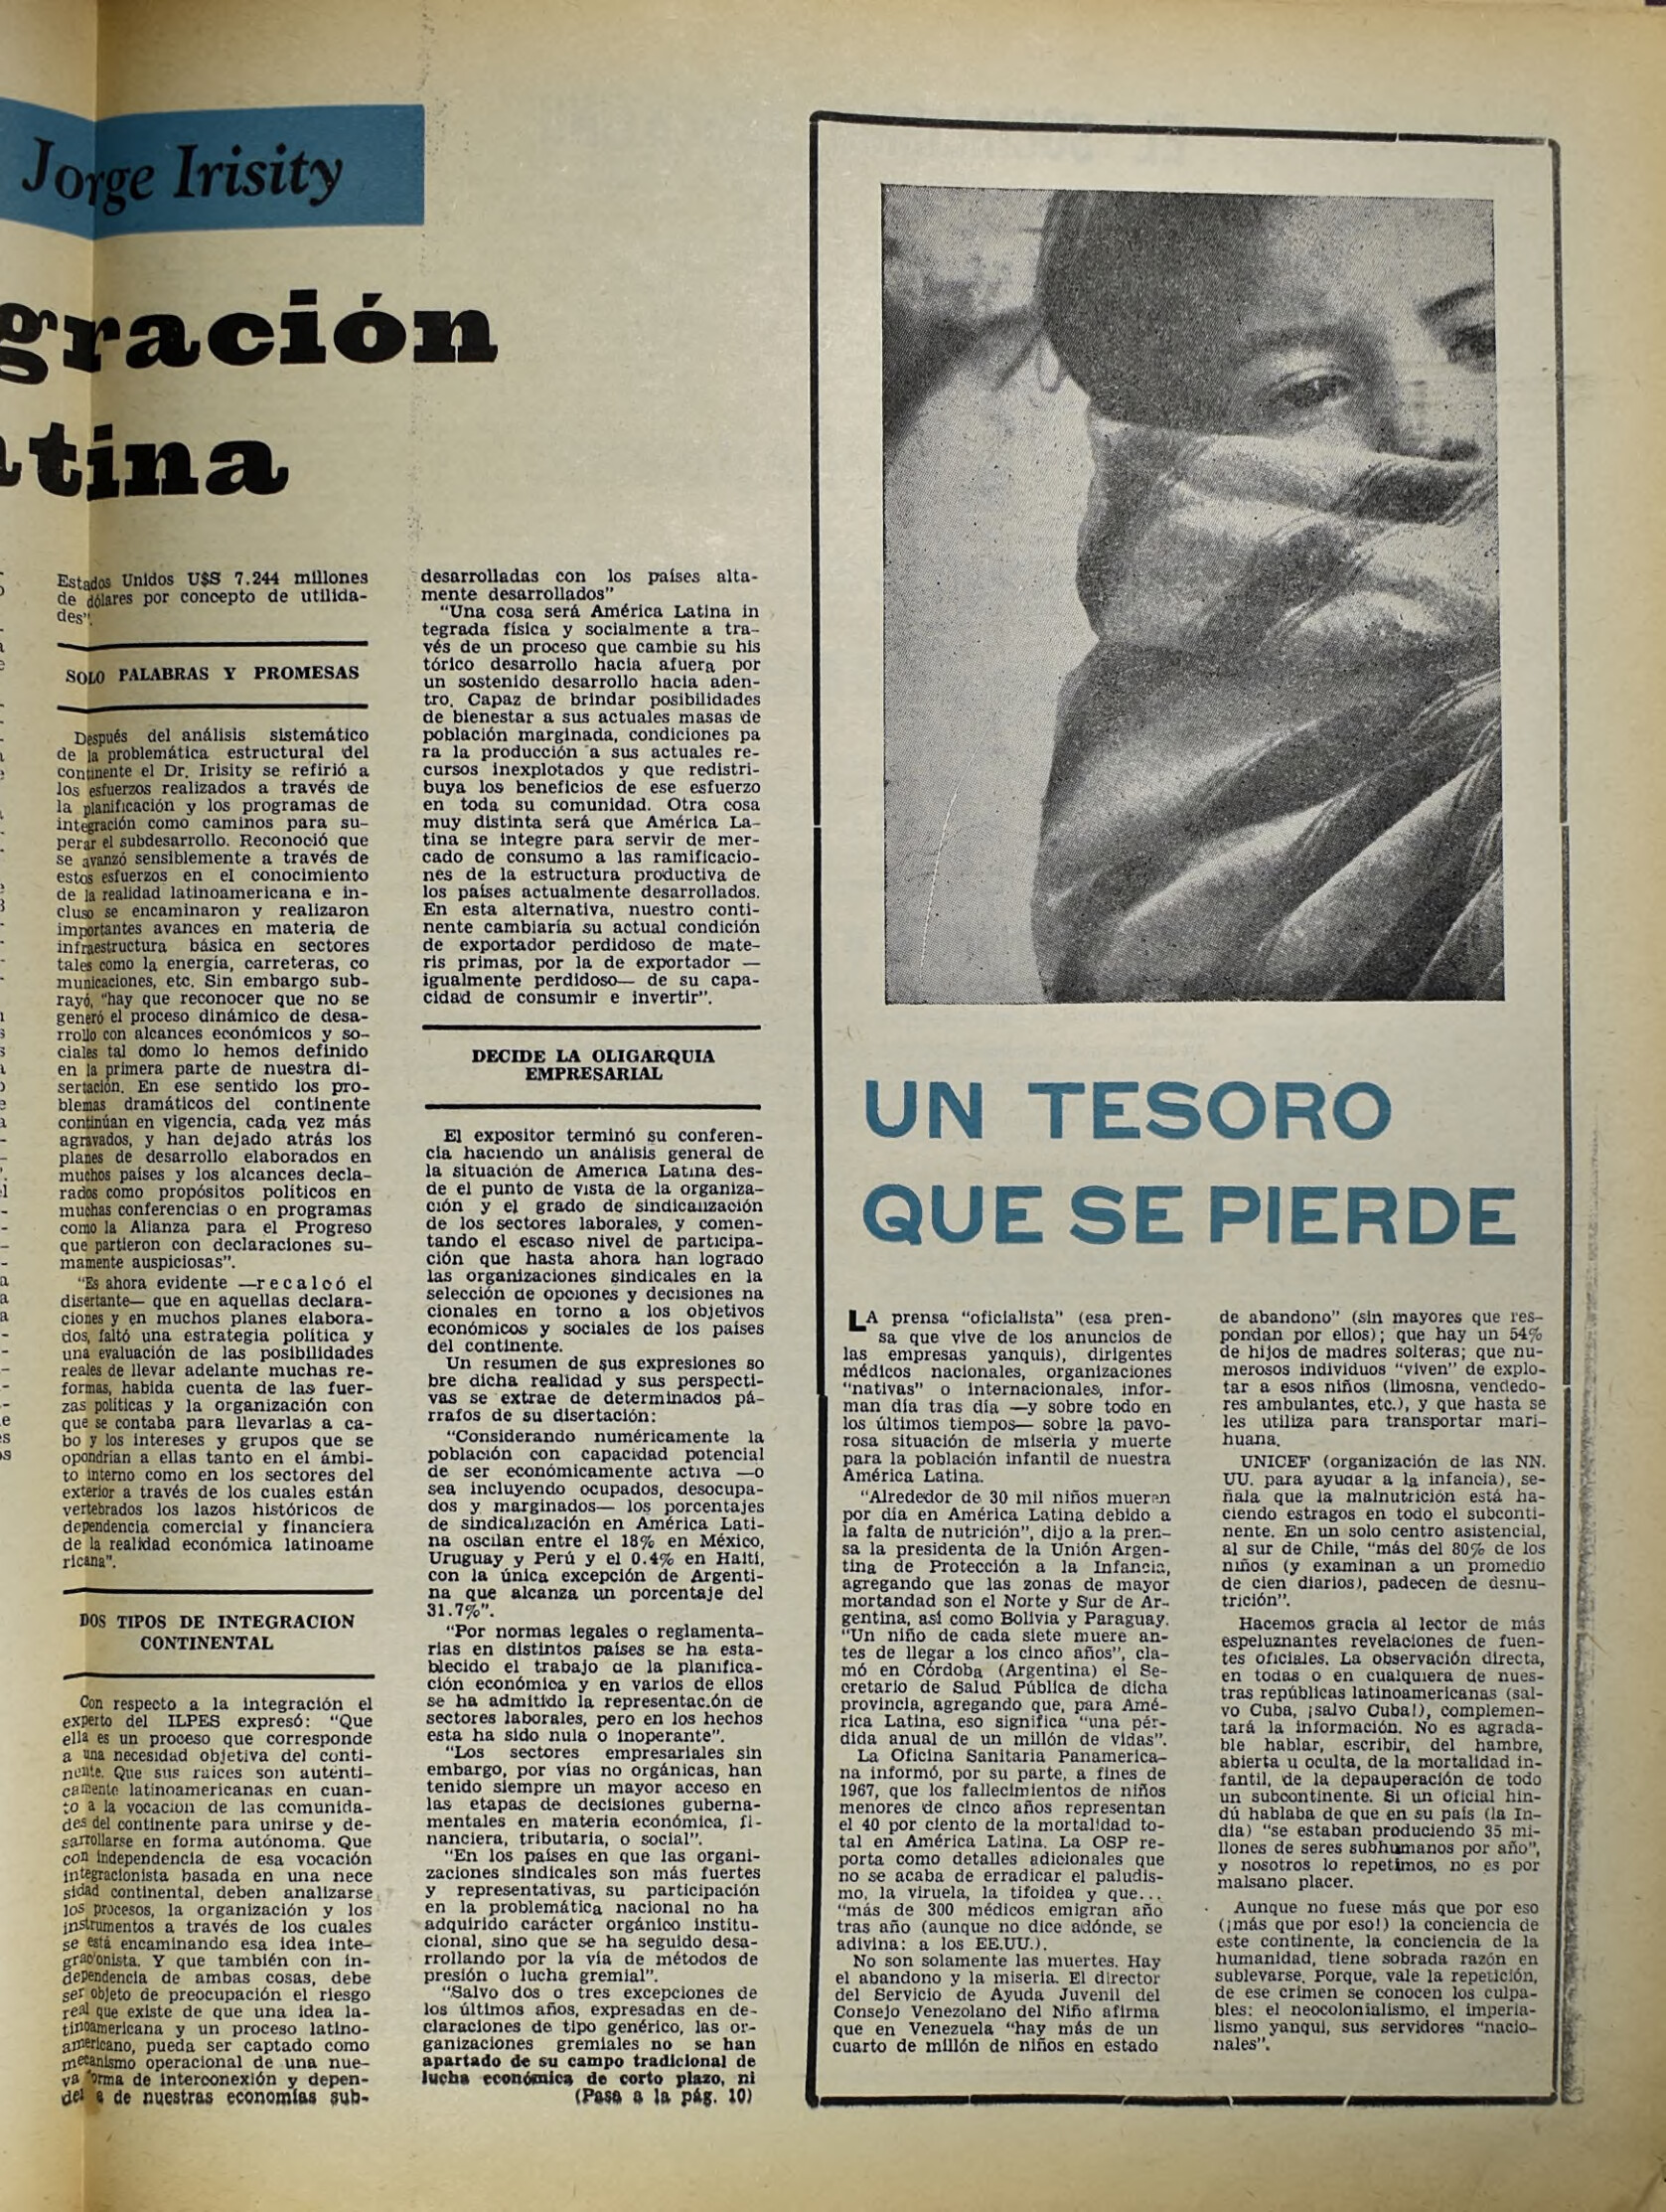 Jorge Irisity
gración
tina
Estados Unidos U$S 7.244 millones
de dólares por concepto de utilida-
des".
SOLO PALABRAS Y PROMESAS
Después del análisis sistemático
de la problemática estructural del
continente el Dr. Irisity se refirió a
los esfuerzos realizados a través de
la planificación y los programas de
integración como caminos para su-
perar el subdesarrollo. Reconoció que
se avanzó sensiblemente a través de
estos esfuerzos en el conocimiento
de la realidad latinoamericana e in-
cluso se encaminaron y realizaron
importantes avances en materia de
infraestructura básica en sectores
tales como la energía, carreteras, co
municaciones, etc. Sin embargo sub-
rayó, "hay que reconocer que no se
generó el proceso dinámico de desa-
rrollo con alcances económicos y so-
ciales tal domo lo hemos definido
en la primera parte de nuestra di-
sertación. En ese sentido los pro-
blemas dramáticos del continente
continúan en vigencia, cada vez más
agravados, y han dejado atrás los
planes de desarrollo elaborados en
muchos países y los alcances decla-
rados como propósitos políticos en
muchas conferencias o en programas
como la Alianza para el Progreso
que partieron con declaraciones su-
mamente auspiciosas".
"Es ahora evidente —recalcó el
disertante— que en aquellas declara-
ciones y en muchos planes elabora-
dos, faltó una estrategia política y
una evaluación de las posibilidades
reales de llevar adelante muchas re-
formas, habida cuenta de las fuer-
zas políticas y la organización con
que se contaba para llevarlas a ca-
bo y los intereses y grupos que se
opondrían a ellas tanto en el ámbi-
to interno como en los sectores del
exterior a través de los cuales están
vertebrados los lazos históricos de
dependencia comercial y financiera
de la realidad económica latinoame
ricana".
DOS TIPOS DE INTEGRACION
CONTINENTAL
Con respecto a la integración el
experto del ILPES expresó: "Que
ella es un proceso que corresponde
a una necesidad objetiva del conti-
nente. Que sus raíces son auténti-
camente latinoamericanas en cuan-
to a la vocación de las comunida-
des del continente para unirse y de-
sarrollarse en forma autónoma. Que
con independencia de esa vocación
integracionista basada en una nece
sidad continental, deben analizarse
los procesos, la organización y los
instrumentos a través de los cuales
se está encaminando esa idea inte-
gracionista. Y que también con in-
dependencia de ambas cosas, debe
ser objeto de preocupación el riesgo
real que existe de que una idea la-
tinoamericana y un proceso latino-
americano, pueda ser captado como
mecanismo operacional de una nue-
va forma de interconexión y depen-
de nuestras economías sub-
desarrolladas con los países alta-
mente desarrollados"
"Una cosa será América Latina in
tegrada física y socialmente a tra-
vés de un proceso que cambie su his
tórico desarrollo hacia afuera por
un sostenido desarrollo hacia aden-
tro. Capaz de brindar posibilidades
de bienestar a sus actuales masas de
población marginada, condiciones pa
ra la producción a sus actuales re-
cursos inexplotados y que redistri-
buya los beneficios de ese esfuerzo
en toda su comunidad. Otra cosa
muy distinta será que América La-
tina se integre para servir de mer-
cado de consumo a las ramificacio-
nes de la estructura productiva de
los países actualmente desarrollados.
En esta alternativa, nuestro conti-
nente cambiaría su actual condición
de exportador perdidoso de mate-
ris primas, por la de exportador —
igualmente perdidoso— de su capa-
cidad de consumir e invertir".
DECIDE LA OLIGARQUIA
EMPRESARIAL
El expositor terminó su conferen-
cia haciendo un análisis general de
la situación de America Latina des-
de el punto de vista de la organiza-
ción y el grado de sindicalización
de los sectores laborales, y comen-
tando el escaso nivel de participa-
ción que hasta ahora han logrado
las organizaciones sindicales en la
selección de opciones y decisiones na
cionales en torno a los objetivos
económicos y sociales de los países
del continente.
Un resumen de sus expresiones so
bre dicha realidad y sus perspecti-
vas se extrae de determinados pá-
rrafos de su disertación:
"Considerando numéricamente la
población con capacidad potencial
de ser económicamente activa —o
sea incluyendo ocupados, desocupa-
dos y marginados— los porcentajes
de sindicalización en América Lati-
na oscilan entre el 18% en México,
Uruguay y Perú y el 0.4% en Haití,
con la única excepción de Argenti-
na que alcanza un porcentaje del
31.7%".
"Por normas legales o reglamenta-
rias en distintos países se ha esta-
blecido el trabajo de la planifica-
ción económica y en varios de ellos
se ha admitido la representac.ón de
sectores laborales, pero en los hechos
esta ha sido nula o inoperante".
"Los sectores empresariales sin
embargo, por vías no orgánicas, han
tenido siempre un mayor acceso en
las etapas de decisiones guberna-
mentales en materia económica, fi-
nanciera, tributaria, o social".
"En los países en que las organi-
zaciones sindicales son más fuertes
y representativas, su participación
en la problemática nacional no ha
adquirido carácter orgánico institu-
cional, sino que se ha seguido desa-
rrollando por la vía de métodos de
presión o lucha gremial".
"Salvo dos o tres excepciones de
los últimos años, expresadas en de-
claraciones de tipo genérico, las or-
ganizaciones gremiales no se han
apartado de su campo tradicional de
lucha económica de corto plazo, ni
(Pasa a la pág. 10)
UN TESORO
QUE SE PIERDE
LA prensa "oficialista" (esa pren-
sa que vive de los anuncios de
las empresas yanquis), dirigentes
médicos nacionales, organizaciones
"nativas" o internacionales, infor-
man día tras día —y sobre todo en
los últimos tiempos— sobre la pavo-
rosa situación de miseria y muerte
para la población infantil de nuestra
América Latina.
"Alrededor de 30 mil niños mueren
por día en América Latina debido a
la falta de nutrición", dijo a la pren-
sa la presidenta de la Unión Argen-
tina de Protección a la Infancia,
agregando que las zonas de mayor
mortandad son el Norte y Sur de Ar-
gentina, así como Bolivia y Paraguay.
"Un niño de cada siete muere an-
tes de llegar a los cinco años", cla-
mó en Córdoba (Argentina) el Se-
cretario de Salud Pública de dicha
provincia, agregando que, para Amé-
rica Latina, eso significa "una pér-
dida anual de un millón de vidas".
La Oficina Sanitaria Panamerica-
na informó, por su parte, a fines de
1967, que los fallecimientos de niños
menores de cinco años representan
el 40 por ciento de la mortalidad to-
tal en América Latina. La OSP re-
porta como detalles adicionales que
no se acaba de erradicar el paludis-
mo, la viruela, la tifoidea y que...
"más de 300 médicos emigran año
tras año (aunque no dice adónde, se
adivina: a los EE.UU.).
No son solamente las muertes. Hay
el abandono y la miseria. El director
del Servicio de Ayuda Juvenil del
Consejo Venezolano del Niño afirma
que en Venezuela "hay más de un
cuarto de millón de niños en estado
de abandono" (sin mayores que res-
pondan por ellos); que hay un 54%
de hijos de madres solteras; que nu-
merosos individuos "viven" de explo-
tar a esos niños (limosna, vendedo-
res ambulantes, etc.), y que hasta se
les utiliza para transportar mari-
huana.
UNICEF (organización de las NN.
UU. para ayudar a la infancia), se-
ñala que la malnutrición está ha-
ciendo estragos en todo el subconti-
nente. En un solo centro asistencial,
al sur de Chile, "más del 80% de los
niños (y examinan a un promedio
de cien diarios), padecen de desnu-
trición".
Hacemos gracia al lector de más
espeluznantes revelaciones de fuen-
tes oficiales. La observación directa,
en todas o en cualquiera de nues-
tras repúblicas latinoamericanas (sal-
vo Cuba, ¡salvo Cuba!), complemen-
tará la información. No es agrada-
ble hablar, escribir, del hambre,
abierta u oculta, de la mortalidad in-
fantil, de la depauperación de todo
un subcontinente. Si un oficial hin-
dú hablaba de que en su país (la In-
dia) "se estaban produciendo 35 mi-
llones de seres subhumanos por año",
y nosotros lo repetimos, no es por
malsano placer.
Aunque no fuese más que por eso
(¡más que por eso!) la conciencia de
este continente, la conciencia de la
humanidad, tiene sobrada razón en
sublevarse. Porque, vale la repetición,
de ese crimen se conocen los culpa-
bles: el neocolonialismo, el imperia-
lismo yanqui, sus servidores "nacio-
nales".